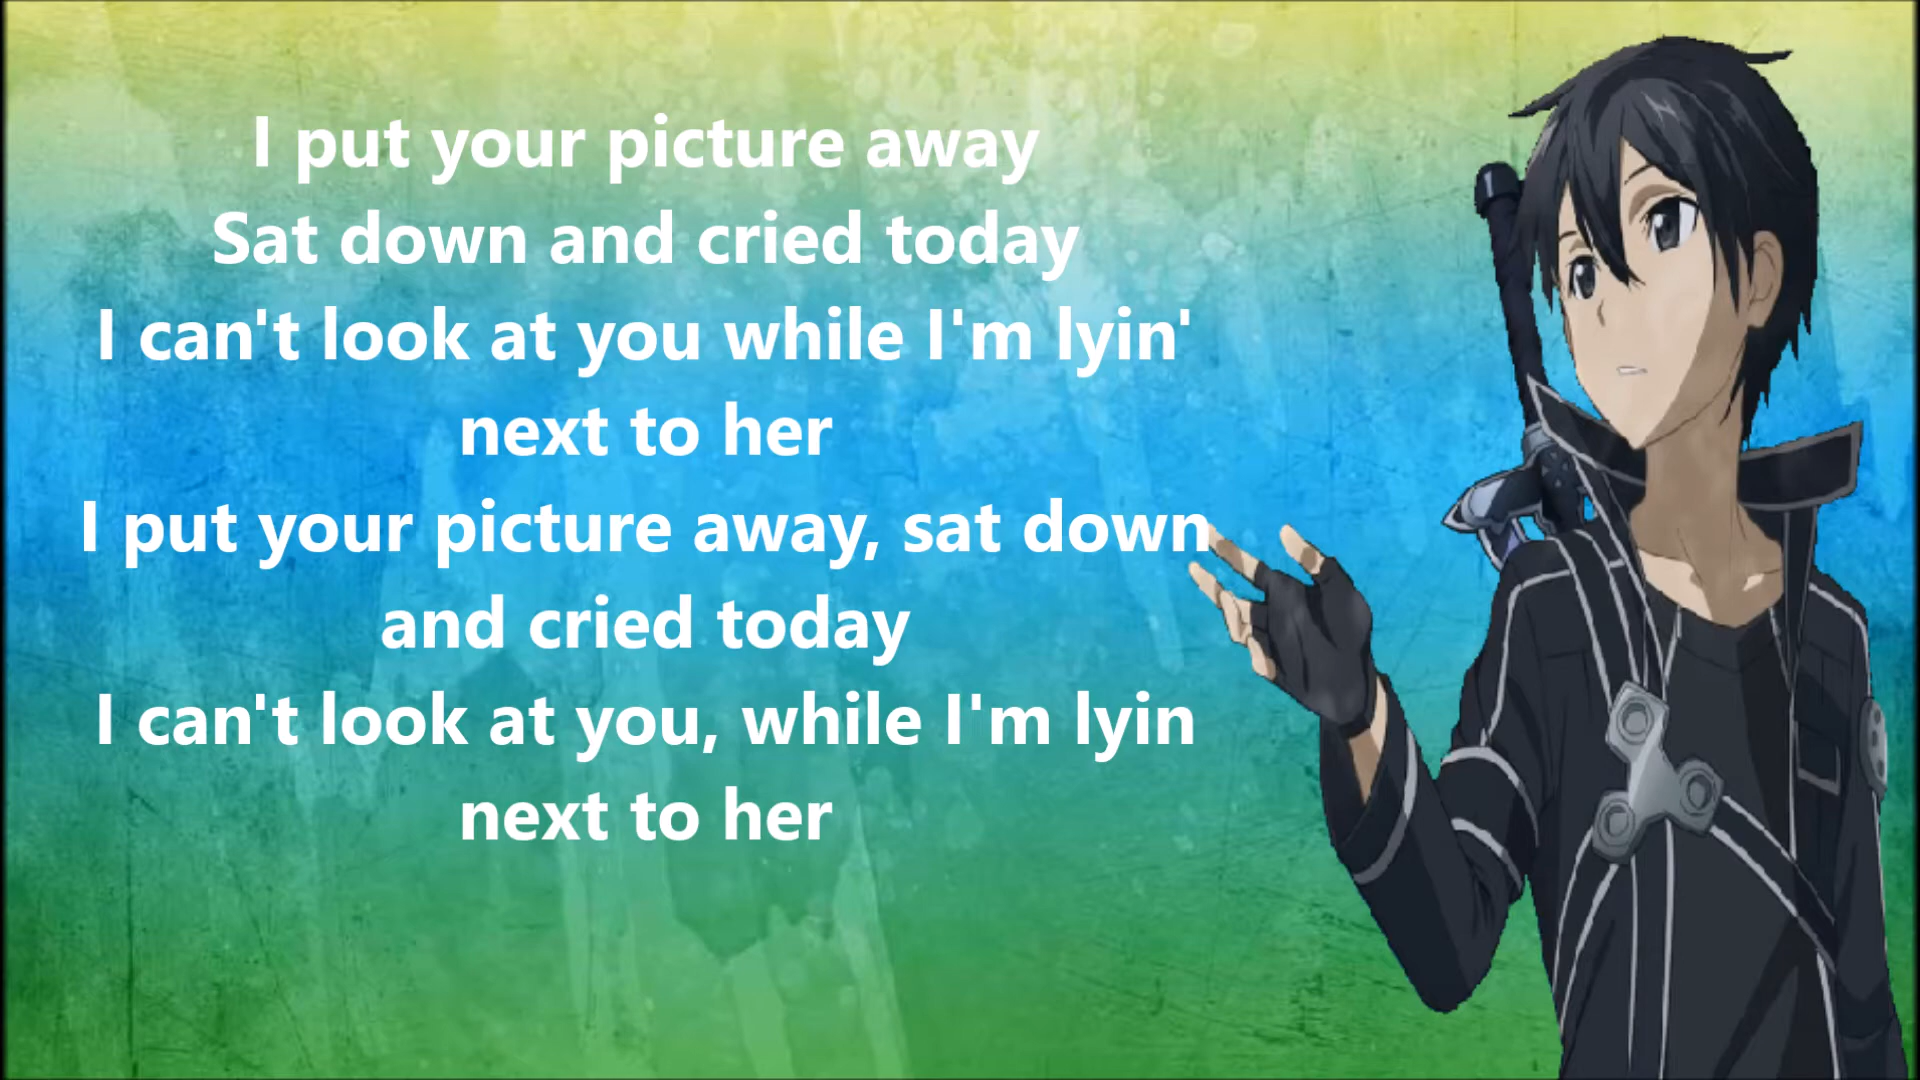 I put your picture away
Sat down and cried today
I can't look at you while I'm lyin'
next to her
I put your picture away, sat down
and cried today
I can't look at you, while I'm lyin
next to her